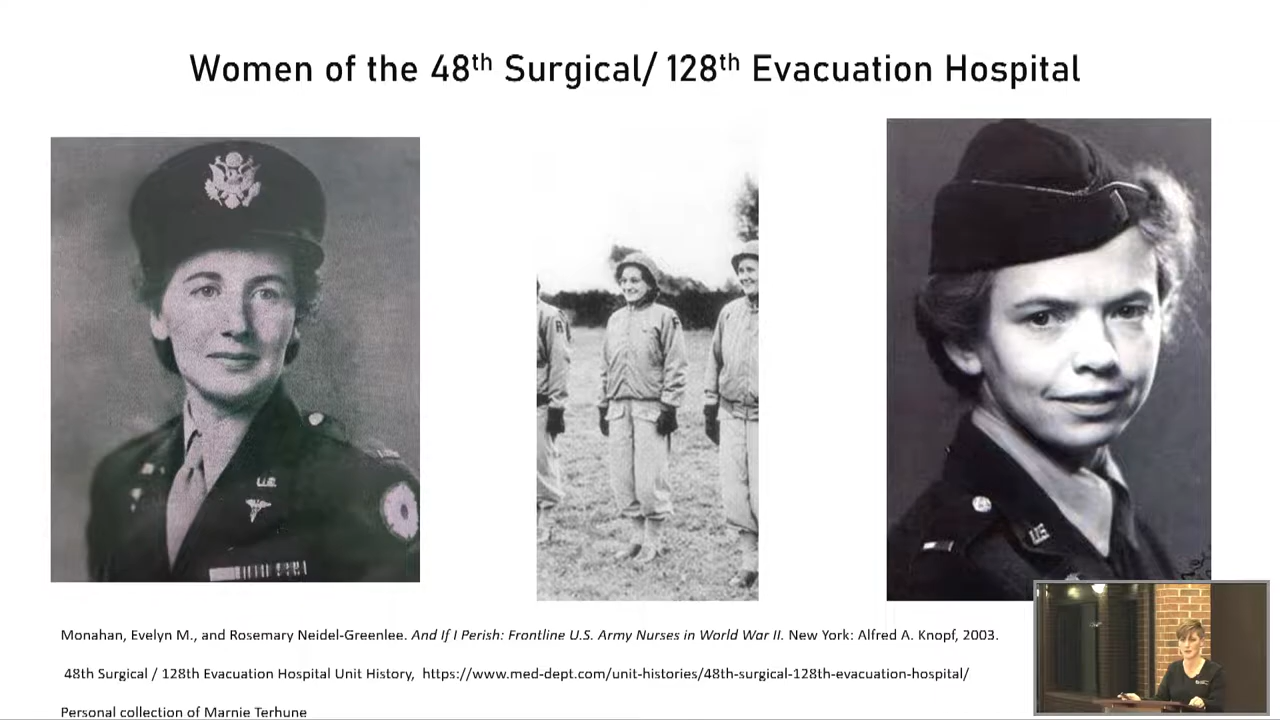 Women of the 48th Surgical/ 128th Evacuation Hospital
U.S.
US
Monahan, Evelyn M., and Rosemary Neidel-Greenlee. And If I Perish: Frontline U.S. Army Nurses in World War II. New York: Alfred A. Knopf, 2003.
48th Surgical / 128th Evacuation Hospital Unit History, https://www.med-dept.com/unit-histories/48th-surgical-128th-evacuation-hospital/
Personal collection of Marnie Terhune